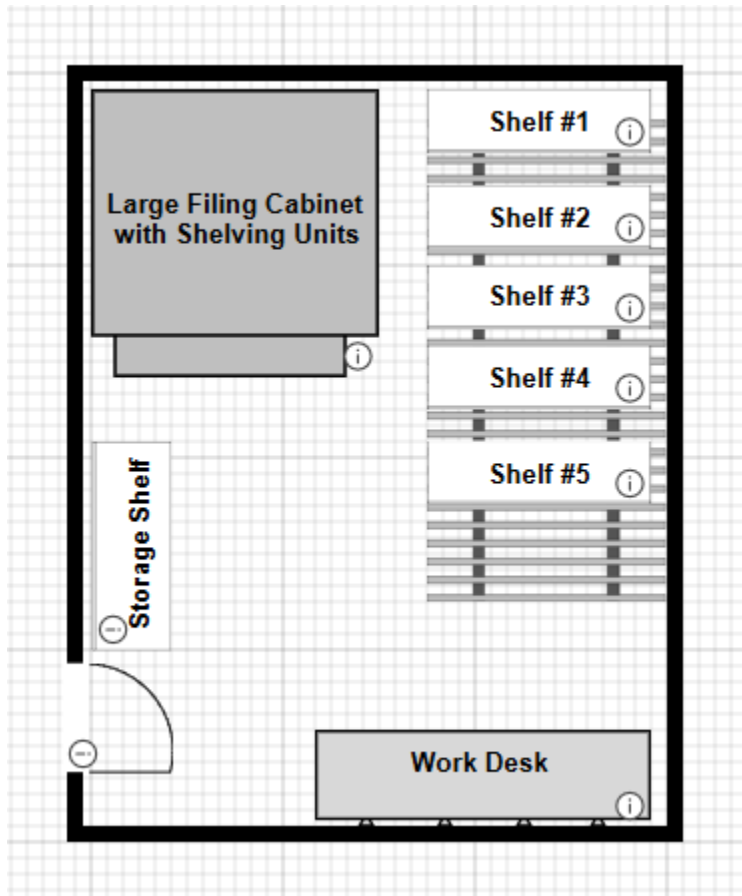 Shelf #1
Large Filing Cabinet
with Shelving Units
Shelf #2
Shelf #3
Shelf #4
Shelf #5
Storage Shelf
Work Desk